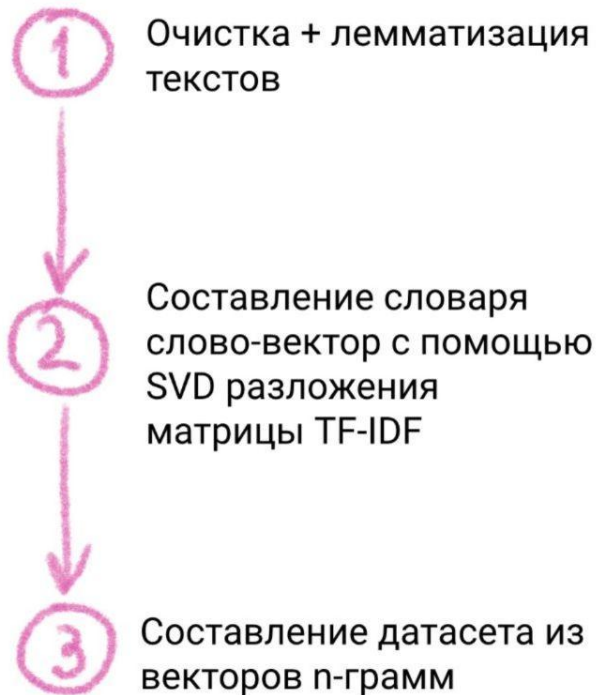 1
Очистка + лемматизация
текстов
2
Составление словаря
слово-вектор с помощью
SVD разложения
матрицы TF-IDF
3
Составление датасета из
векторов n-грамм